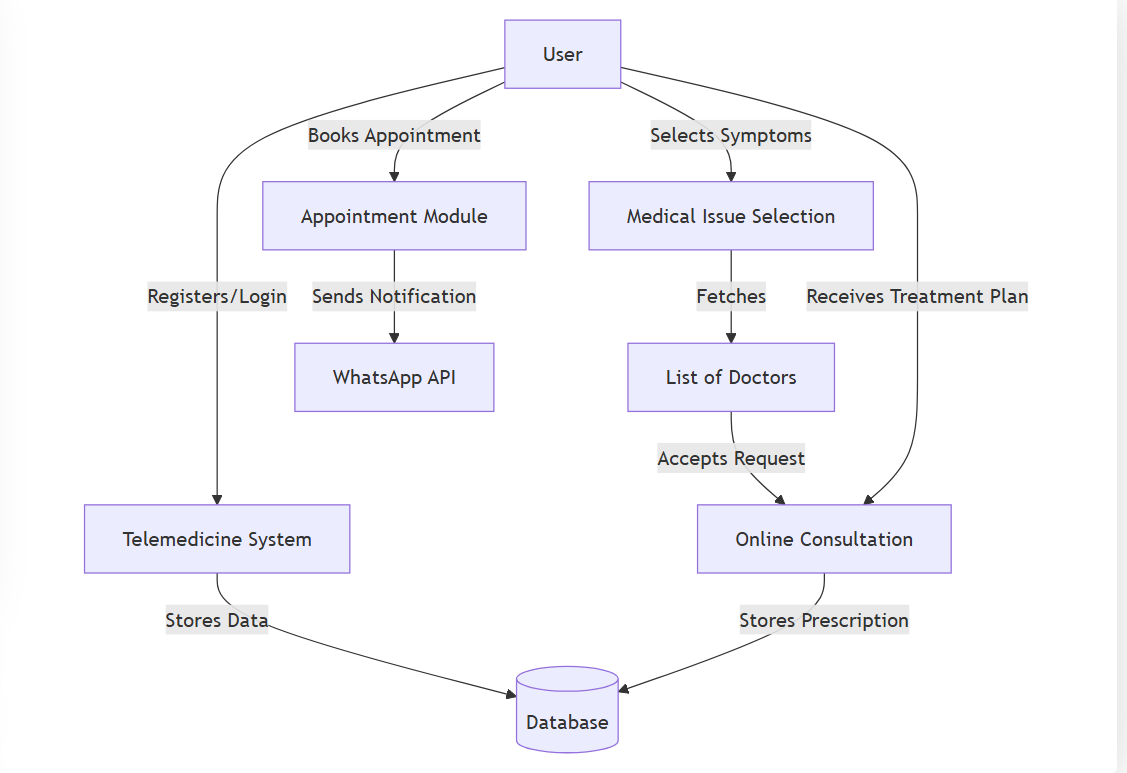 User
Books Appointment
Selects Symptoms
Appointment Module
Medical Issue Selection
Registers/Login
Sends Notification
Fetches
Receives Treatment Plan
WhatsApp API
List of Doctors
Accepts Request
Telemedicine System
Online Consultation
Stores Data
Stores Prescription
Database